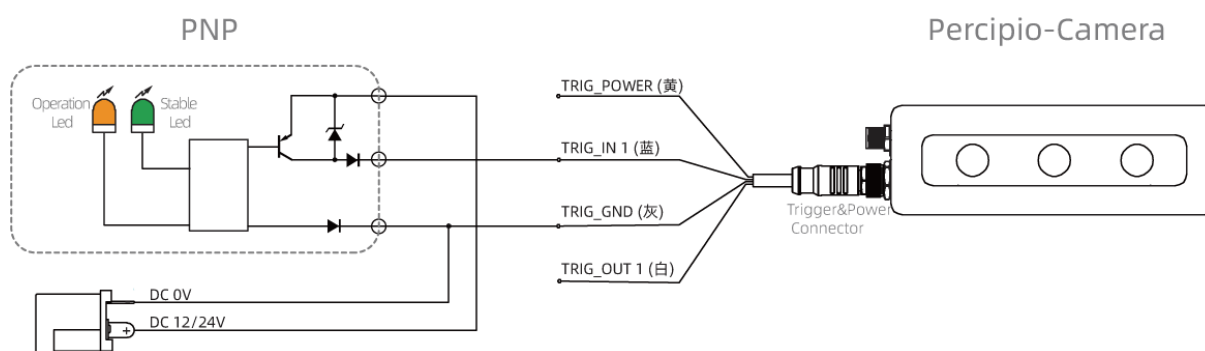 PNP
Percipio-Camera
Operation
Led
Stable
Led
TRIG_POWER (黄)
TRIG_IN 1 (蓝)
TRIG_GND (灰)
TRIG_OUT 1 (白)
Trigger&Power
Connector
DC 0V
DC 12/24V
+